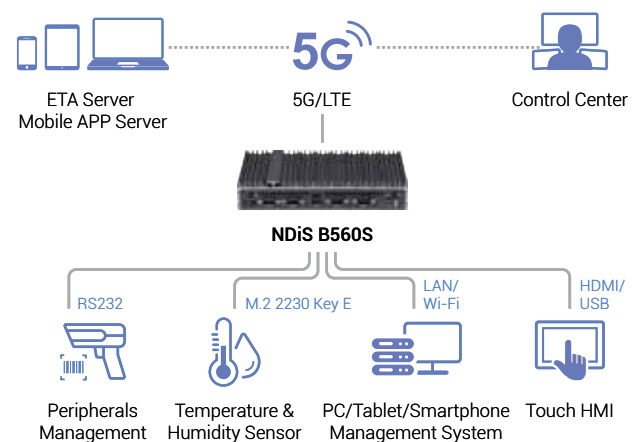 5G
ETA Server
Mobile APP Server
5G/LTE
Control Center
NDiS B560S
RS232
M.2 2230 Key E
LAN/
Wi-Fi
HDMI/
USB
Peripherals
Management
Temperature &
Humidity Sensor
PC/Tablet/Smartphone
Management System
Touch HMI